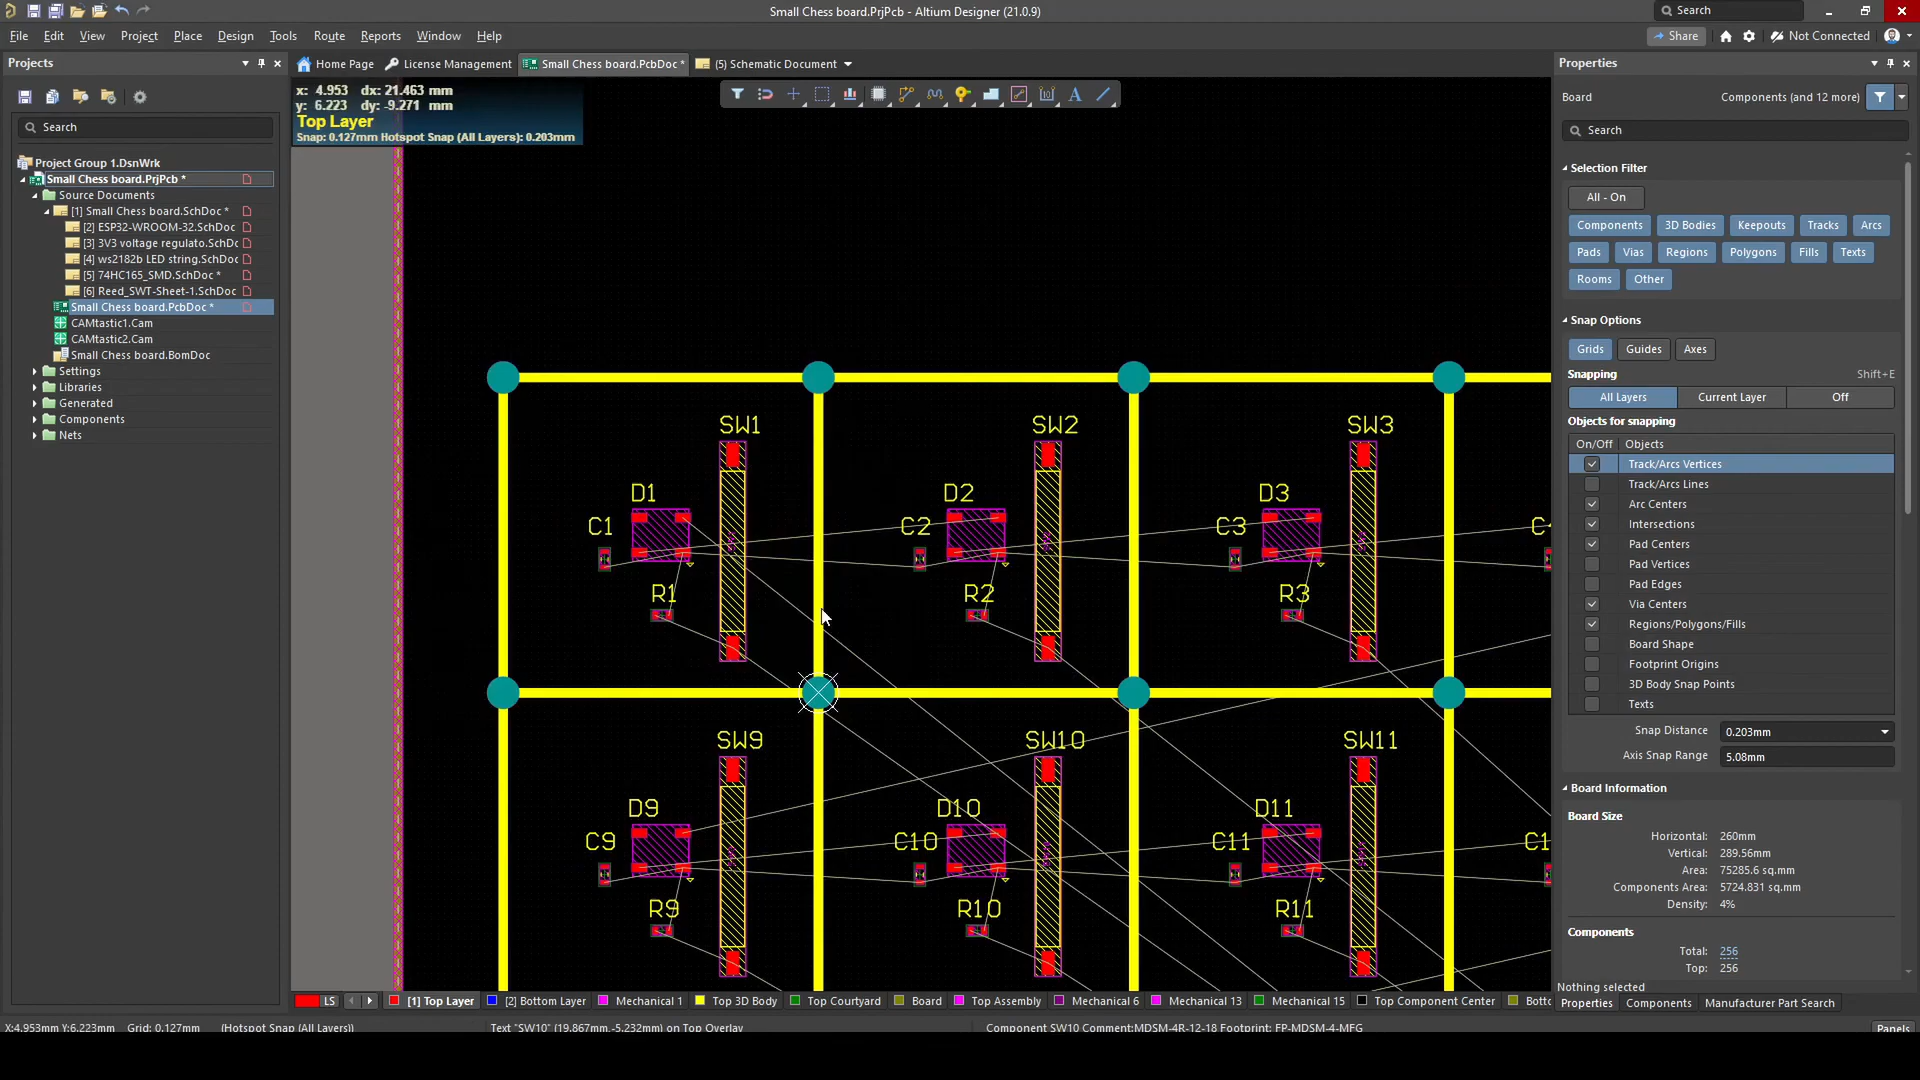 Small Chess board.PrjPcb - Altium Designer (21.0.9)
Search
File Edit View Project Place Design Tools Route Reports Window Help
Share
Not Connected
Projects
Home Page
License Management
Small Chess board.PcbDoc *
(5) Schematic Document
Properties
x: 4.953 dx: 21.463 mm
y: 6.223 dy: -9.271 mm
Top Layer
Snap: 0.127mm Hotspot Snap (All Layers): 0.203mm
Board
Components (and 12 more)
Search
Search
Project Group 1.DsnWrk
Small Chess board.PrjPcb *
Source Documents
[1] Small Chess board.SchDoc *
[2] ESP32-WROOM-32.SchDoc
[3] 3V3 voltage regulato.SchDc
[4] ws2182b LED string.SchDoc
[5] 74HC165_SMD.SchDoc *
[6] Reed_SWT-Sheet-1.SchDoc
Small Chess board.PcbDoc *
CAMtastic1.Cam
CAMtastic2.Cam
Small Chess board.BomDoc
Settings
Libraries
Generated
Components
Nets
SW1
SW2
SW3
D1
D2
D3
C1
C2
C3
R1
R2
R3
SW9
SW10
SW11
D9
D10
D11
C9
C10
C11
C1
R9
R10
R11
Selection Filter
All - On
Components 3D Bodies Keepouts Tracks Arcs
Pads Vias Regions Polygons Fills Texts
Rooms Other
Snap Options
Grids Guides Axes
Snapping Shift+E
All Layers Current Layer Off
Objects for snapping
On/Off Objects
Track/Arcs Vertices
Track/Arcs Lines
Arc Centers
Intersections
Pad Centers
Pad Vertices
Pad Edges
Via Centers
Regions/Polygons/Fills
Board Shape
Footprint Origins
3D Body Snap Points
Texts
Snap Distance 0.203mm
Axis Snap Range 5.08mm
Board Information
Board Size
Horizontal: 260mm
Vertical: 289.56mm
Area: 75285.6 sq.mm
Components Area: 5724.831 sq.mm
Density: 4%
Components
Total: 256
Top: 256
Nothing selected
LS
[1] Top Layer
[2] Bottom Layer
Mechanical 1
Top 3D Body
Top Courtyard
Board
Top Assembly
Mechanical 6
Mechanical 13
Mechanical 15
Top Component Center
Botto
Properties Components Manufacturer Part Search
X:4.953mm Y:6.223mm Grid: 0.127mm (Hotspot Snap (All Layers))
Text "SW10" (19.867mm,-5.232mm) on Top Overlay
Component SW10 Comment:MDSM-4R-12-18 Footprint: FP-MDSM-4-MFG
Panels